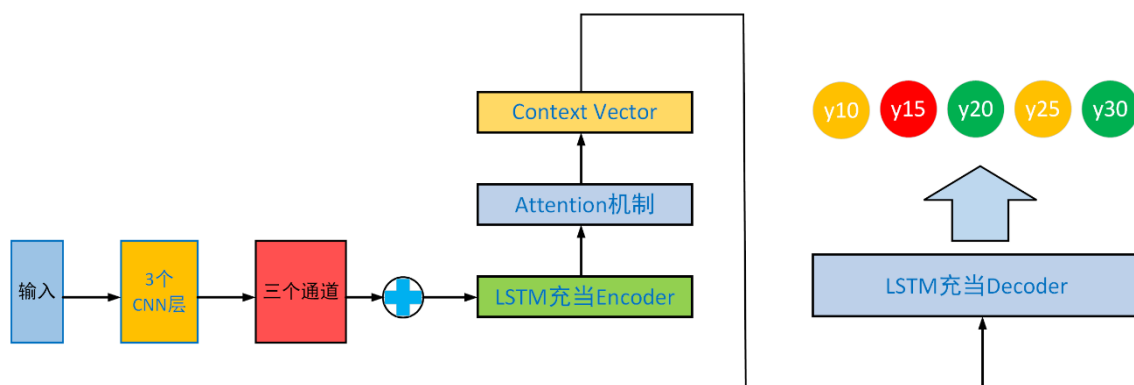 输入
3个
CNN层
三个通道
LSTM充当Encoder
Attention机制
Context Vector
LSTM充当Decoder
y10
y15
y20
y25
y30